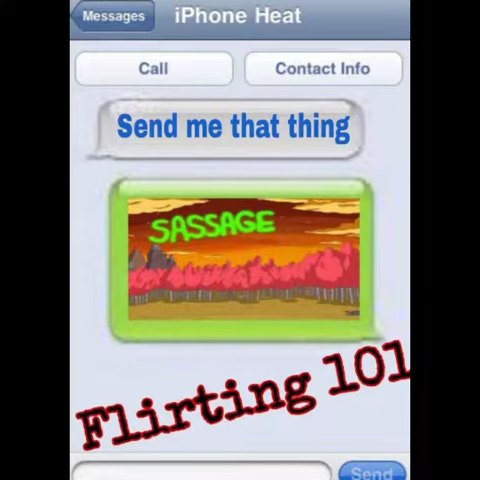 Messages
iPhone Heat
Call
Contact Info
Send me that thing
SASSAGE
Flirting 101
Send